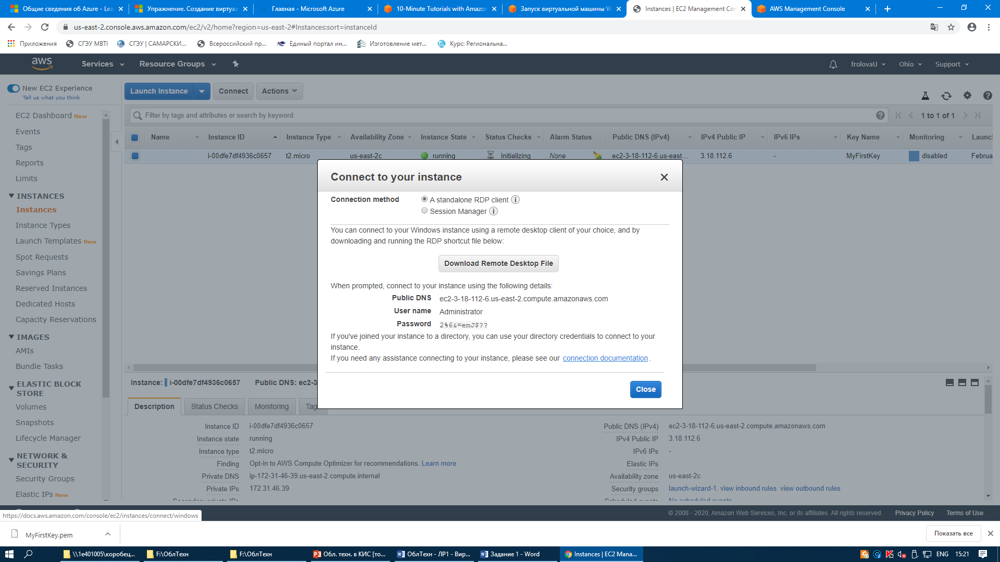 Общие сведения об Azure - Lea
Упражнение. Создание виртуал
Главная - Microsoft Azure
10-Minute Tutorials with Amazon
Запуск виртуальной машины W
Instances | EC2 Management Con
AWS Management Console
us-east-2.console.aws.amazon.com/ec2/v2/home?region=us-east-2#Instances:sort=instanceId
Приложения
СГЭУ МВТІ
СГЭУ | САМАРСКИ...
Всероссийский пр...
Единый портал ин...
Изготовление мет...
Курс: Региональна...
aws
Services
Resource Groups
frolovaU
Ohio
Support
New EC2 Experience
Tell us what you think
Launch Instance
Connect
Actions
EC2 Dashboard New
Events
Tags
Reports
Limits
INSTANCES
Instances
Instance Types
Launch Templates New
Spot Requests
Savings Plans
Reserved Instances
Dedicated Hosts
Capacity Reservations
IMAGES
AMIs
Bundle Tasks
ELASTIC BLOCK
STORE
Volumes
Snapshots
Lifecycle Manager
NETWORK &
SECURITY
Security Groups
Elastic IPs New
Filter by tags and attributes or search by keyword
1 to 1 of 1
Name
Instance ID
Instance Type
Availability Zone
Instance State
Status Checks
Alarm Status
Public DNS (IPv4)
IPv4 Public IP
IPv6 IPs
Key Name
Monitoring
Launc
i-00dfe7df4936c0657
t2.micro
us-east-2c
running
Initializing
None
ec2-3-18-112-6.us-east...
3.18.112.6
-
MyFirstKey
disabled
Februa
Connect to your instance
Connection method
A standalone RDP client
Session Manager
You can connect to your Windows instance using a remote desktop client of your choice, and by
downloading and running the RDP shortcut file below:
Download Remote Desktop File
When prompted, connect to your instance using the following details:
Public DNS ec2-3-18-112-6.us-east-2.compute.amazonaws.com
User name Administrator
Password 2%6&=emJ$??
If you've joined your instance to a directory, you can use your directory credentials to connect to your
instance.
If you need any assistance connecting to your instance, please see our connection documentation.
Close
Instance: i-00dfe7df4936c0657 Public DNS: ec2-3
Description
Status Checks
Monitoring
Tag
Instance ID i-00dfe7df4936c0657
Instance state running
Instance type t2.micro
Finding Opt-in to AWS Compute Optimizer for recommendations. Learn more
Private DNS ip-172-31-46-39.us-east-2.compute.internal
Private IPs 172.31.46.39
Secondary private IPs
Public DNS (IPv4) ec2-3-18-112-6.us-east-2.compute.amazonaws.com
IPv4 Public IP 3.18.112.6
IPv6 IPs -
Elastic IPs
Availability zone us-east-2c
Security groups launch-wizard-1. view inbound rules. view outbound rules
Scheduled events No scheduled events
https://docs.aws.amazon.com/console/ec2/instances/connect/windows
© 2008 - 2020, Amazon Web Services, Inc. or its affiliates. All rights reserved.
Privacy Policy
Terms of Use
MyFirstKey.pem
Показать все
\\1e401005\коробец...
F:\ОблТехн
F:\ОблТехн
Обл. техн. в КИС [то...
ОблТехн - ЛР1 - Вир...
Задание 1 - Word
Instances | EC2 Mana...
ENG
15:21